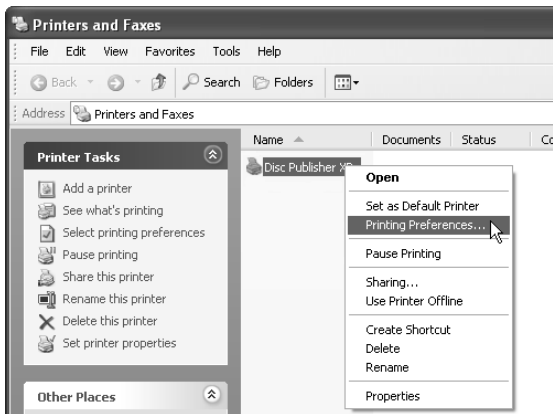 Printers and Faxes
File Edit View Favorites Tools Help
Back Search Folders
Address Printers and Faxes
Name Documents Status Co
Printer Tasks
Add a printer
See what's printing
Select printing preferences
Pause printing
Share this printer
Rename this printer
Delete this printer
Set printer properties
Other Places
Disc Publisher
Open
Set as Default Printer
Printing Preferences...
Pause Printing
Sharing...
Use Printer Offline
Create Shortcut
Delete
Rename
Properties